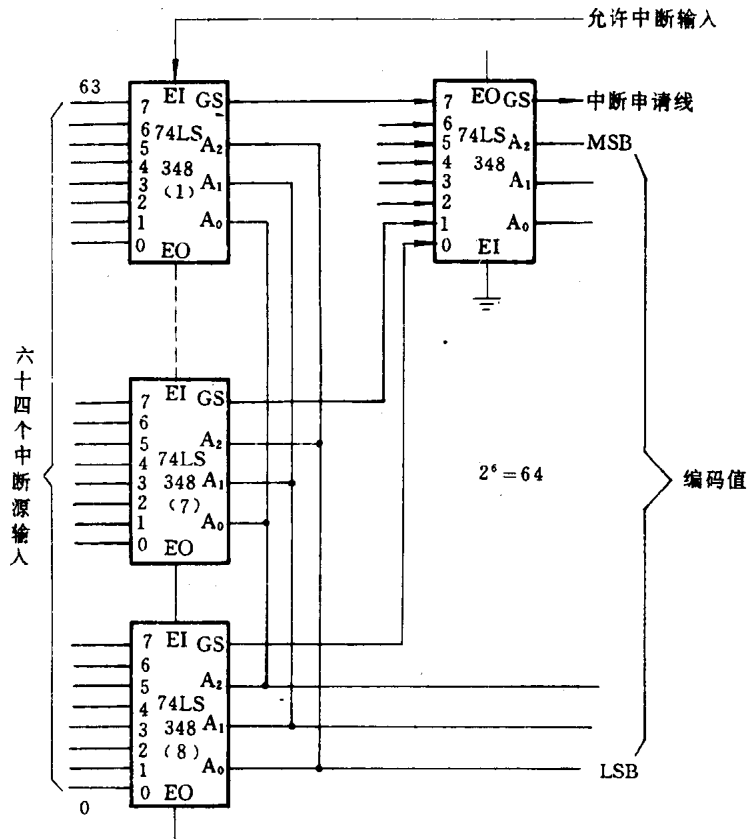 允许中断输入
63
EI GS
7
6 74LS
5 A₂
4 348
3 (1) A₁
2
1 A₀
0 EO
EO GS 中断申请线
7
6 74LS
5 A₂ MSB
4 348
3 A₁
2
1 A₀
0 EI
六十四个中断源输入
EI GS
7
6
5 A₂
4 74LS
3 348 A₁
2 (7)
1 A₀
0 EO
2⁶=64
编码值
EI GS
7
6
5 A₂
4 74LS
3 348 A₁
2 (8)
1 A₀
0 EO
LSB
0